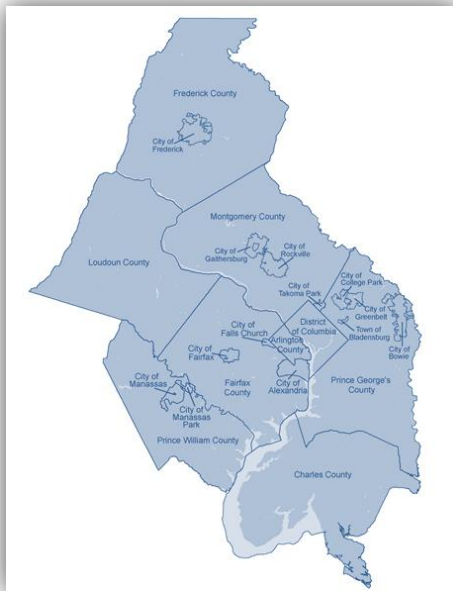 Frederick County
City of
Frederick
Montgomery County
City of
Gaithersburg
City of
Rockville
Loudoun County
City of
Takoma Park
City of
College Park
City of
Greenbelt
Town of
Bladensburg
City of
Bowie
District
of Columbia
City of
Falls Church
Arlington
County
City of
Fairfax
Fairfax
County
City of
Alexandria
Prince George's
County
City of
Manassas
City of
Manassas
Park
Prince William County
Charles County